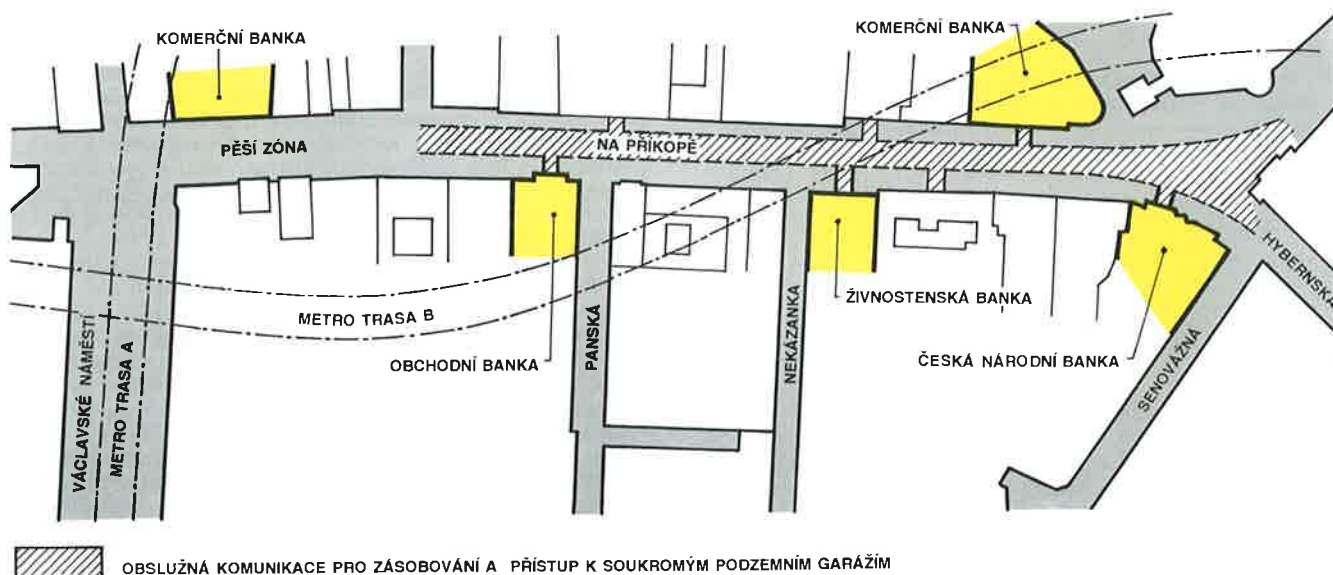 KOMERČNÍ BANKA
KOMERČNÍ BANKA
PĚŠÍ ZÓNA
NA PŘÍKOPĚ
METRO TRASA B
OBCHODNÍ BANKA
ŽIVNOSTENSKÁ BANKA
ČESKÁ NÁRODNÍ BANKA
VÁCLAVSKÉ NÁMĚSTÍ
METRO TRASA A
PANSKÁ
NEKÁZANKA
SENOVÁŽNÁ
HYBERNSKÁ
OBSLUŽNÁ KOMUNIKACE PRO ZÁSOBOVÁNÍ A PŘÍSTUP K SOUKROMÝM PODZEMNÍM GARÁŽÍM